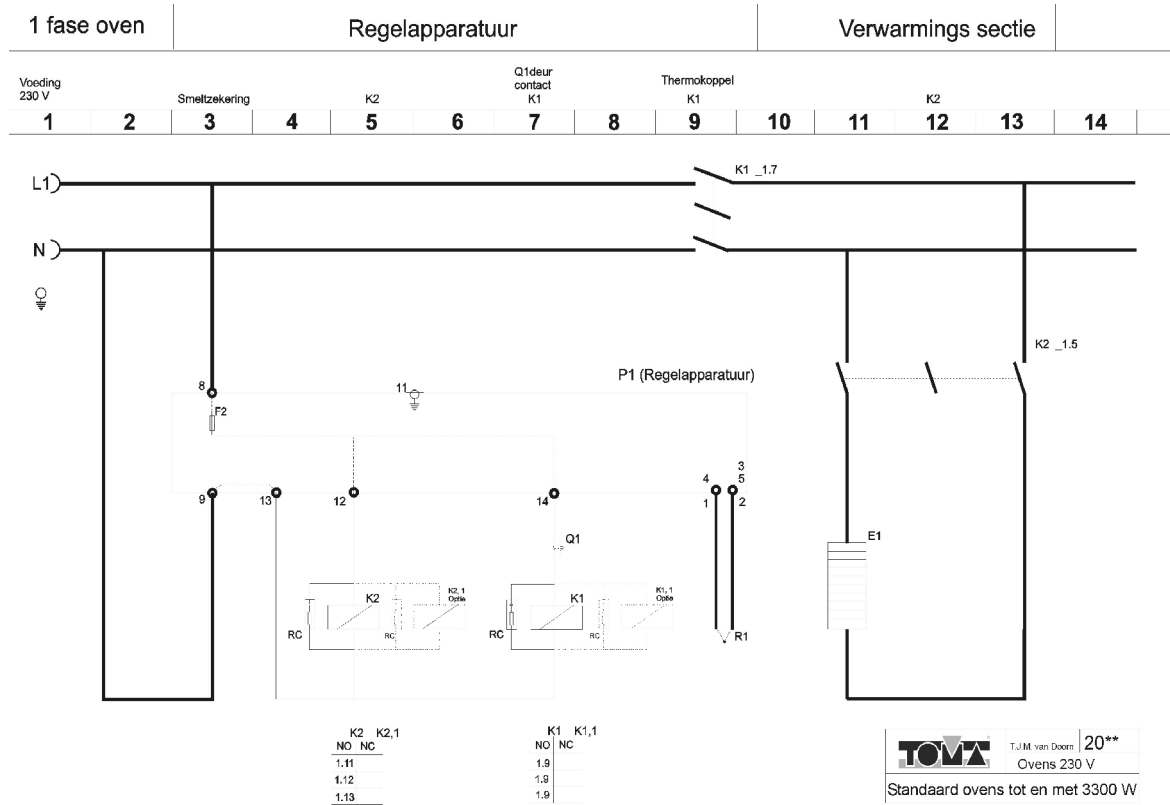 1 fase oven
Regelapparatuur
Verwarmings sectie
Voeding
230 V
Smeltzekering
K2
Q1deur
contact
K1
Thermokoppel
K1
K2
1 2 3 4 5 6 7 8 9 10 11 12 13 14
L1
K1 _1.7
N
K2 _1.5
P1 (Regelapparatuur)
8
11
F2
9
13
12
14
4
3
5
1
2
Q1
E1
K2
K2, 1
Optie
K1
K1, 1
Optie
RC
RC
RC
RC
R1
K2 K2,1
NO NC
1.11
1.12
1.13
K1 K1,1
NO NC
1.9
1.9
1.9
TOMA
T.J.M. van Doorn
20**
Ovens 230 V
Standaard ovens tot en met 3300 W